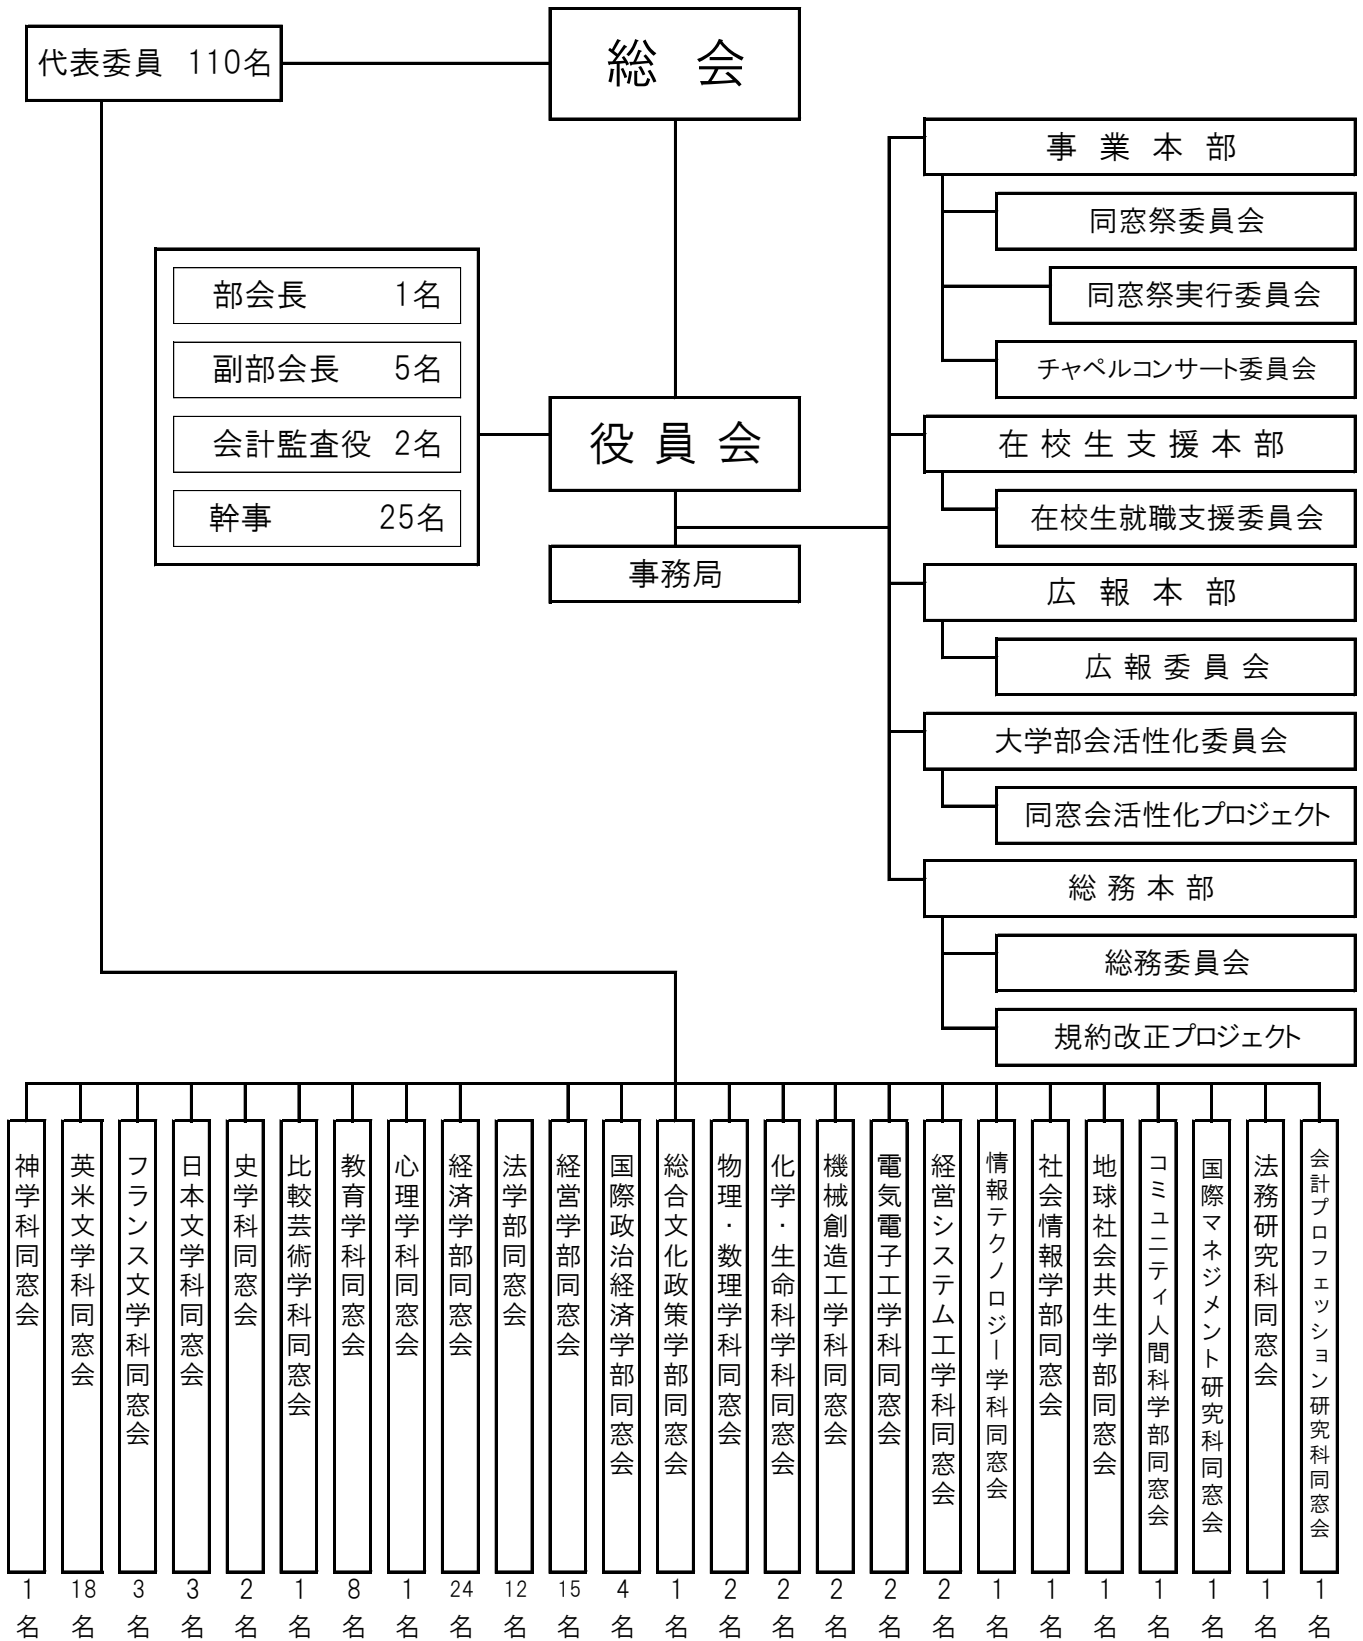 代表委員 110名
総 会
事 業 本 部
同窓祭委員会
同窓祭実行委員会
チャペルコンサート委員会
部会長 1名
副部会長 5名
会計監査役 2名
幹事 25名
役 員 会
事務局
在 校 生 支 援 本 部
在校生就職支援委員会
広 報 本 部
広 報 委 員 会
大学部会活性化委員会
同窓会活性化プロジェクト
総 務 本 部
総務委員会
規約改正プロジェクト
神学科同窓会
1名
英米文学科同窓会
18名
フランス文学科同窓会
3名
日本文学科同窓会
3名
史学科同窓会
2名
比較芸術学科同窓会
1名
教育学科同窓会
8名
心理学科同窓会
1名
経済学部同窓会
24名
法学部同窓会
12名
経営学部同窓会
15名
国際政治経済学部同窓会
4名
総合文化政策学部同窓会
1名
物理・数理学科同窓会
2名
化学・生命科学科同窓会
2名
機械創造工学科同窓会
2名
電気電子工学科同窓会
2名
経営システム工学科同窓会
2名
情報テクノロジー学科同窓会
1名
社会情報学部同窓会
1名
地球社会共生学部同窓会
1名
コミュニティ人間科学部同窓会
1名
国際マネジメント研究科同窓会
1名
法務研究科同窓会
1名
会計プロフェッション研究科同窓会
1名